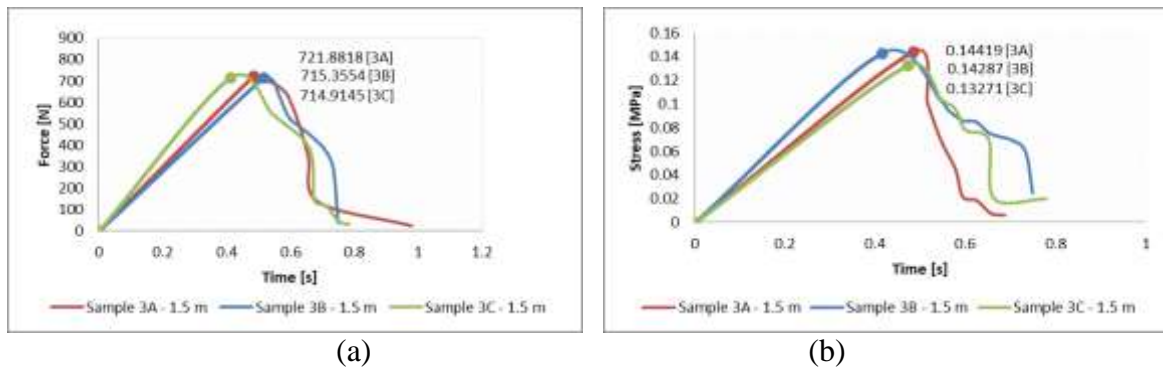 Force [N]
900
800
700
600
500
400
300
200
100
0
721.8818 [3A]
715.3554 [3B]
714.9145 [3C]
0 0.2 0.4 0.6 0.8 1 1.2
Time [s]
Sample 3A - 1.5 m Sample 3B - 1.5 m Sample 3C - 1.5 m
(a)
Stress [MPa]
0.16
0.14
0.12
0.1
0.08
0.06
0.04
0.02
0
0.14419 [3A]
0.14287 [3B]
0.13271 [3C]
0 0.2 0.4 0.6 0.8 1
Time [s]
Sample 3A - 1.5 m Sample 3B - 1.5 m Sample 3C - 1.5 m
(b)